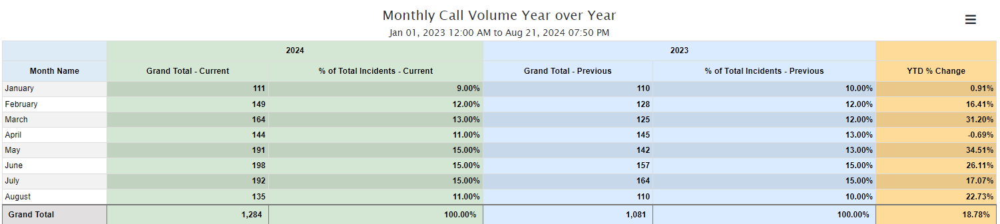 Monthly Call Volume Year over Year
Jan 01, 2023 12:00 AM to Aug 21, 2024 07:50 PM
2024 2023
Month Name Grand Total - Current % of Total Incidents - Current Grand Total - Previous % of Total Incidents - Previous YTD % Change
January 111 9.00% 110 10.00% 0.91%
February 149 12.00% 128 12.00% 16.41%
March 164 13.00% 125 12.00% 31.20%
April 144 11.00% 145 13.00% -0.69%
May 191 15.00% 142 13.00% 34.51%
June 198 15.00% 157 15.00% 26.11%
July 192 15.00% 164 15.00% 17.07%
August 135 11.00% 110 10.00% 22.73%
Grand Total 1,284 100.00% 1,081 100.00% 18.78%